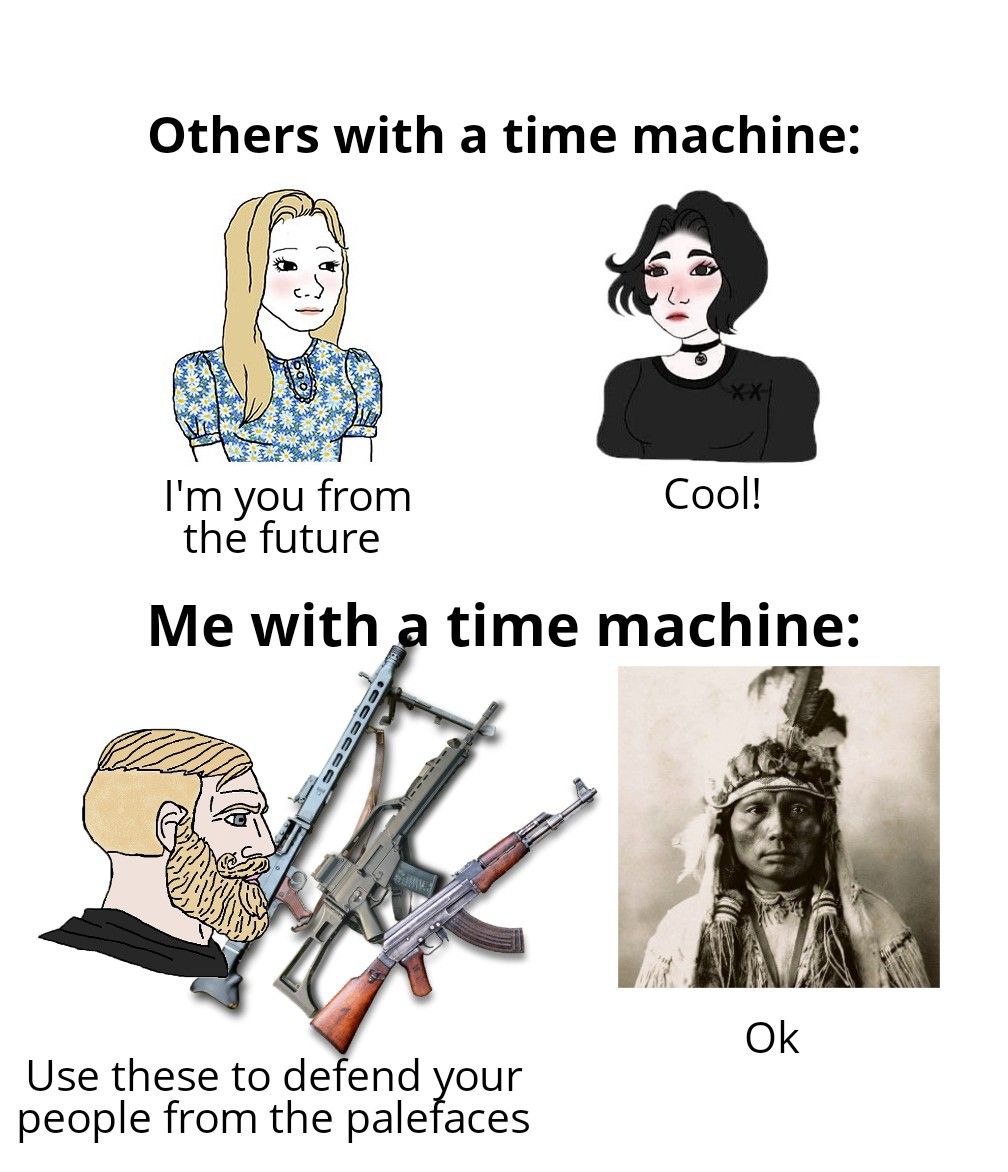 Others with a time machine:
I'm you from
the future
Cool!
Me with a time machine:
Use these to defend your
people from the palefaces
Ok